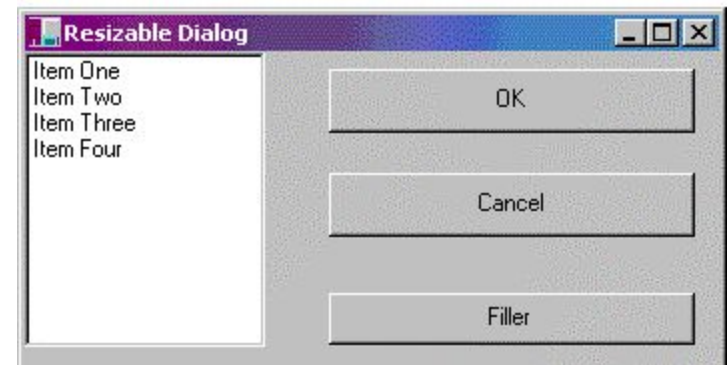 Resizable Dialog
Item One
Item Two
Item Three
Item Four
OK
Cancel
Filler